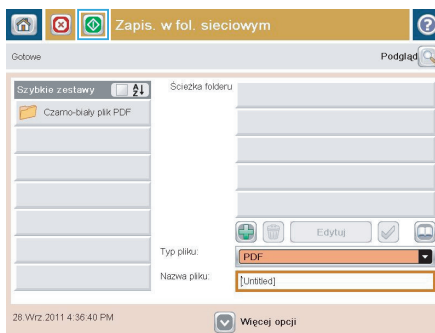 Zapis. w fol. sieciowym
Gotowe
Podgląd
Szybkie zestawy
Ścieżka folderu
Czarno-biały plik PDF
Edytuj
Typ pliku:
PDF
Nazwa pliku:
[Untitled]
28.Wrz.2011 4:36:40 PM
Więcej opcji